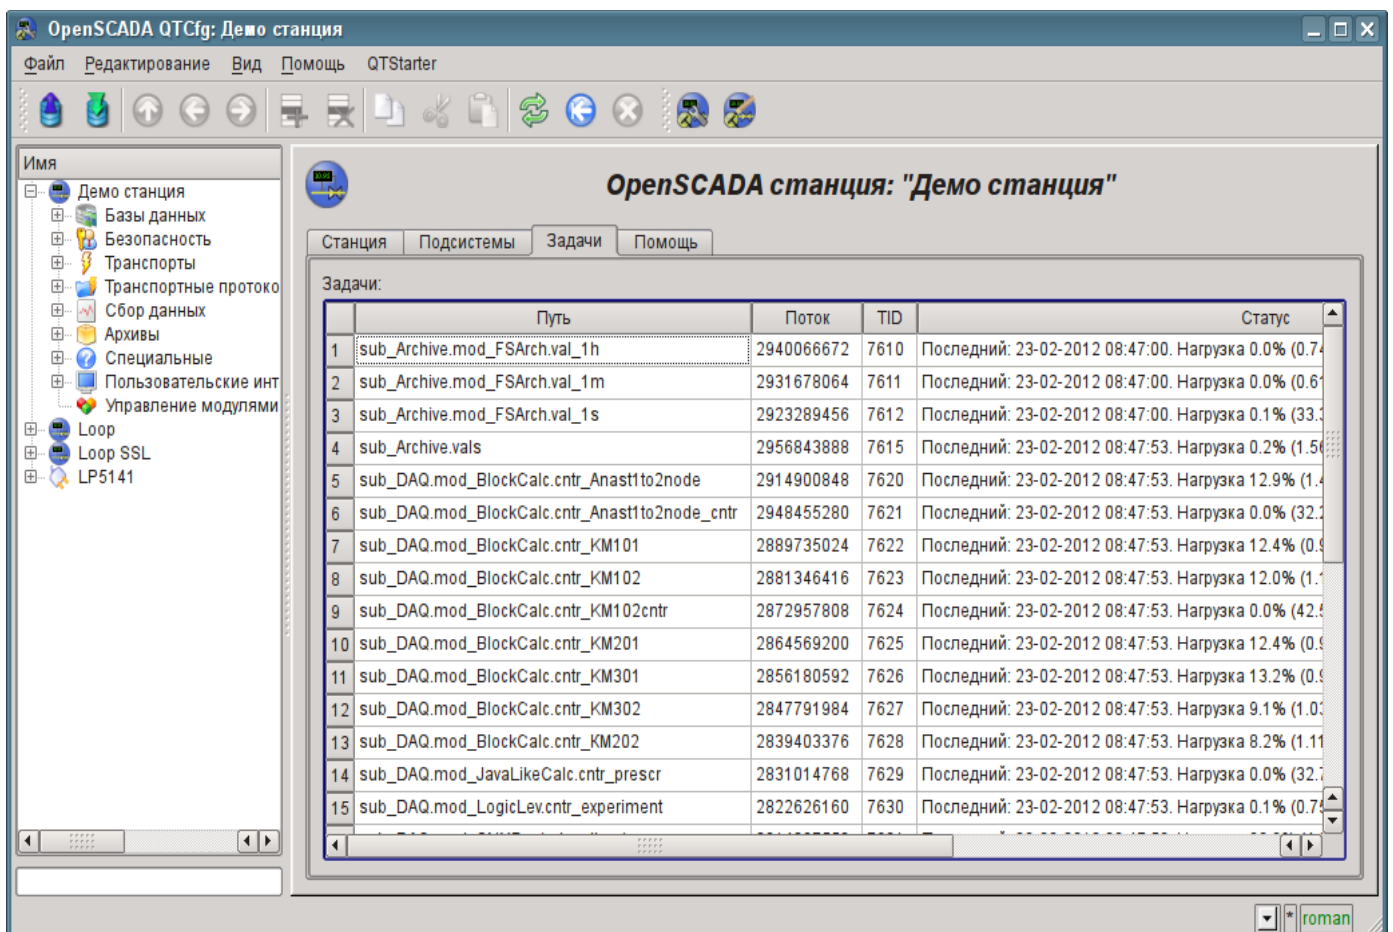 OpenSCADA QTCfg: Демо станция
Файл Редактирование Вид Помощь QTStarter
Имя
Демо станция
Базы данных
Безопасность
Транспорты
Транспортные протоко
Сбор данных
Архивы
Специальные
Пользовательские инт
Управление модулями
Loop
Loop SSL
LP5141
OpenSCADA станция: "Демо станция"
Станция Подсистемы Задачи Помощь
Задачи:
Путь Поток TID Статус
1 sub_Archive.mod_FSArch.val_1h 2940066672 7610 Последний: 23-02-2012 08:47:00. Нагрузка 0.0% (0.74
2 sub_Archive.mod_FSArch.val_1m 2931678064 7611 Последний: 23-02-2012 08:47:00. Нагрузка 0.0% (0.61
3 sub_Archive.mod_FSArch.val_1s 2923289456 7612 Последний: 23-02-2012 08:47:00. Нагрузка 0.1% (33.3
4 sub_Archive.vals 2956843888 7615 Последний: 23-02-2012 08:47:53. Нагрузка 0.2% (1.56
5 sub_DAQ.mod_BlockCalc.cntr_Anast1to2node 2914900848 7620 Последний: 23-02-2012 08:47:53. Нагрузка 12.9% (1.4
6 sub_DAQ.mod_BlockCalc.cntr_Anast1to2node_cntr 2948455280 7621 Последний: 23-02-2012 08:47:53. Нагрузка 0.0% (32.2
7 sub_DAQ.mod_BlockCalc.cntr_KM101 2889735024 7622 Последний: 23-02-2012 08:47:53. Нагрузка 12.4% (0.9
8 sub_DAQ.mod_BlockCalc.cntr_KM102 2881346416 7623 Последний: 23-02-2012 08:47:53. Нагрузка 12.0% (1.1
9 sub_DAQ.mod_BlockCalc.cntr_KM102cntr 2872957808 7624 Последний: 23-02-2012 08:47:53. Нагрузка 0.0% (42.5
10 sub_DAQ.mod_BlockCalc.cntr_KM201 2864569200 7625 Последний: 23-02-2012 08:47:53. Нагрузка 12.4% (0.9
11 sub_DAQ.mod_BlockCalc.cntr_KM301 2856180592 7626 Последний: 23-02-2012 08:47:53. Нагрузка 13.2% (0.9
12 sub_DAQ.mod_BlockCalc.cntr_KM302 2847791984 7627 Последний: 23-02-2012 08:47:53. Нагрузка 9.1% (1.03
13 sub_DAQ.mod_BlockCalc.cntr_KM202 2839403376 7628 Последний: 23-02-2012 08:47:53. Нагрузка 8.2% (1.11
14 sub_DAQ.mod_JavaLikeCalc.cntr_prescr 2831014768 7629 Последний: 23-02-2012 08:47:53. Нагрузка 0.0% (32.7
15 sub_DAQ.mod_LogicLev.cntr_experiment 2822626160 7630 Последний: 23-02-2012 08:47:53. Нагрузка 0.1% (0.75
* roman